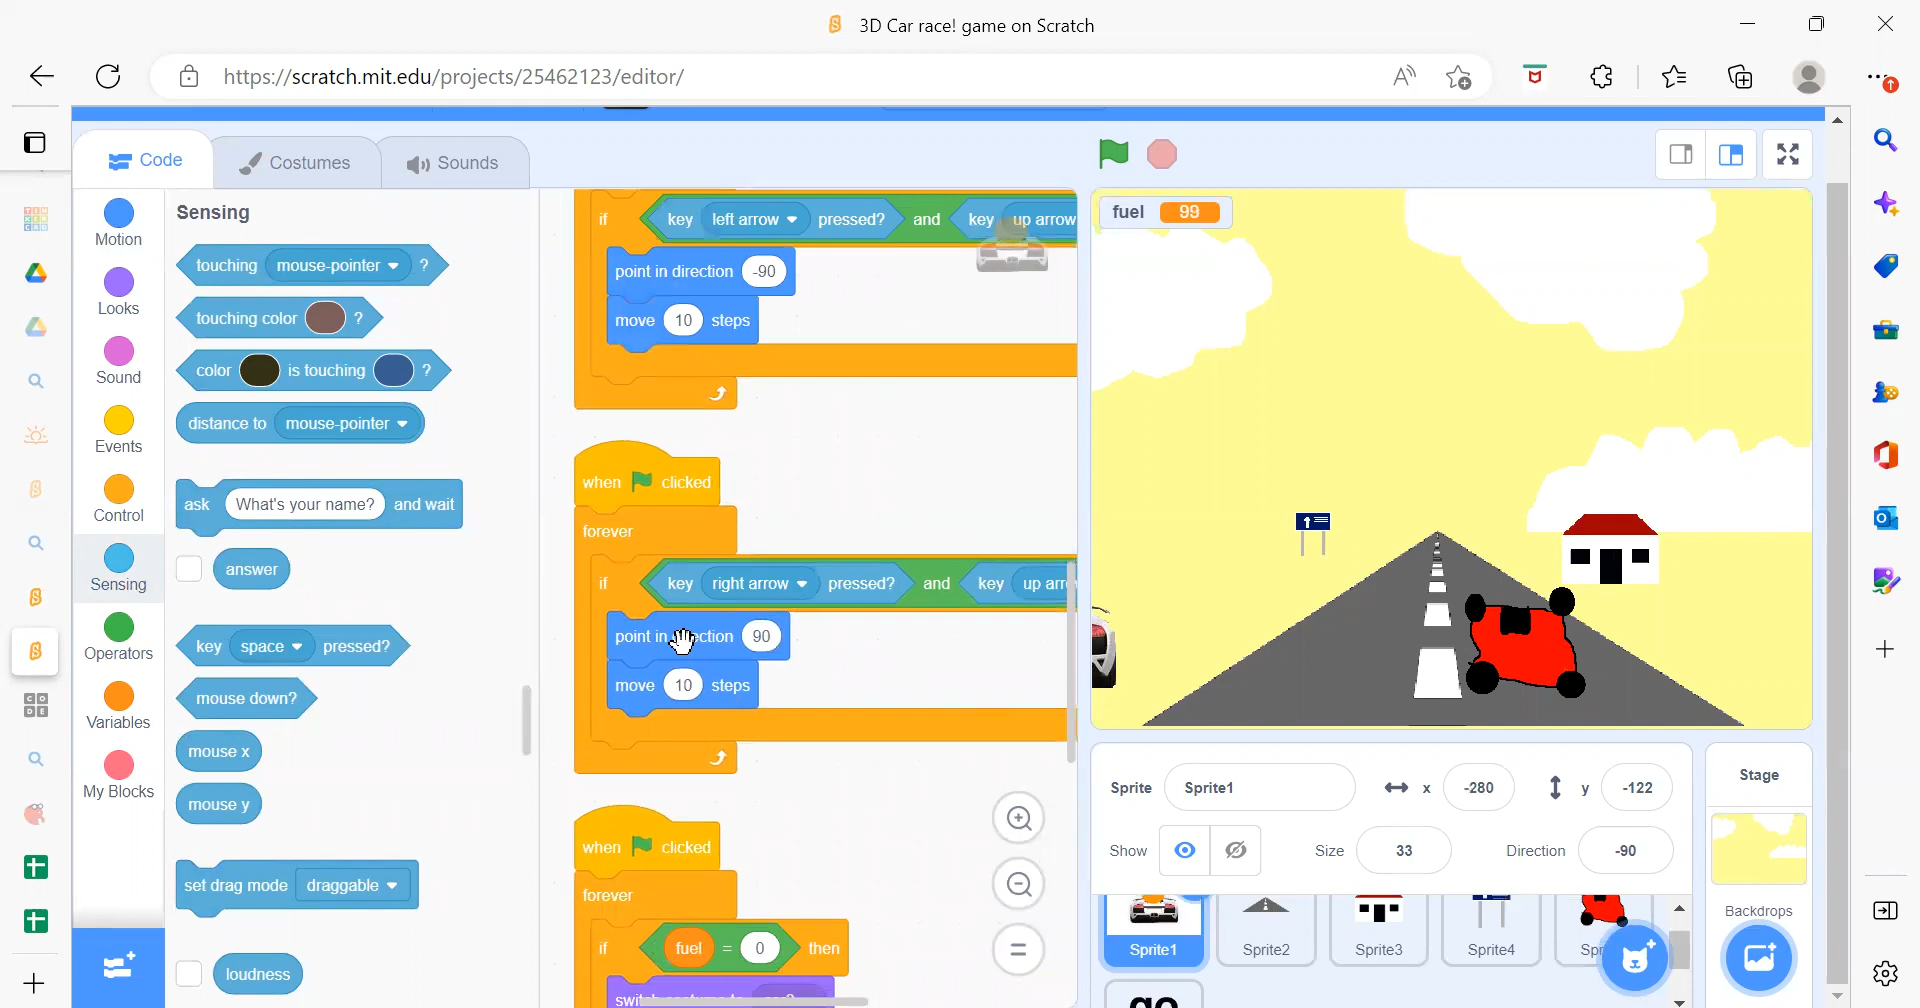 3D Car race! game on Scratch
https://scratch.mit.edu/projects/25462123/editor/
Code
Costumes
Sounds
Motion
Looks
Sound
Events
Control
Sensing
Operators
Variables
My Blocks
Sensing
touching mouse-pointer ?
touching color ?
color is touching ?
distance to mouse-pointer
ask What's your name? and wait
answer
key space pressed?
mouse down?
mouse x
mouse y
set drag mode draggable
loudness
if key left arrow pressed? and key up arrow
point in direction -90
move 10 steps
when clicked
forever
if key right arrow pressed? and key up
point in direction 90
move 10 steps
when clicked
forever
if fuel = 0 then
fuel 99
Sprite Sprite1 x -280 y -122
Show Size 33 Direction -90
Sprite1
Sprite2
Sprite3
Sprite4
Stage
Backdrops